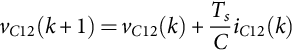 v_{C12}(k+1) = v_{C12}(k) + \frac{T_s}{C} i_{C12}(k)